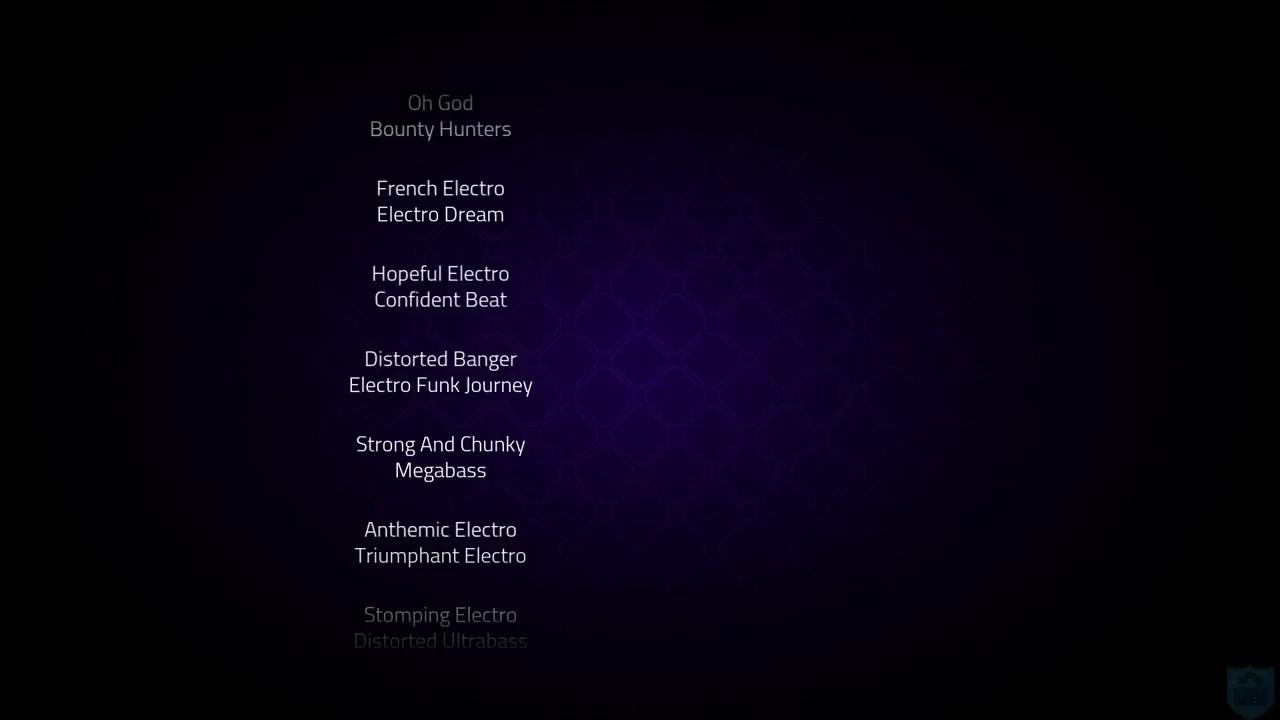 Oh God
Bounty Hunters
French Electro
Electro Dream
Hopeful Electro
Confident Beat
Distorted Banger
Electro Funk Journey
Strong And Chunky
Megabass
Anthemic Electro
Triumphant Electro
Stomping Electro
Distorted Ultrabass